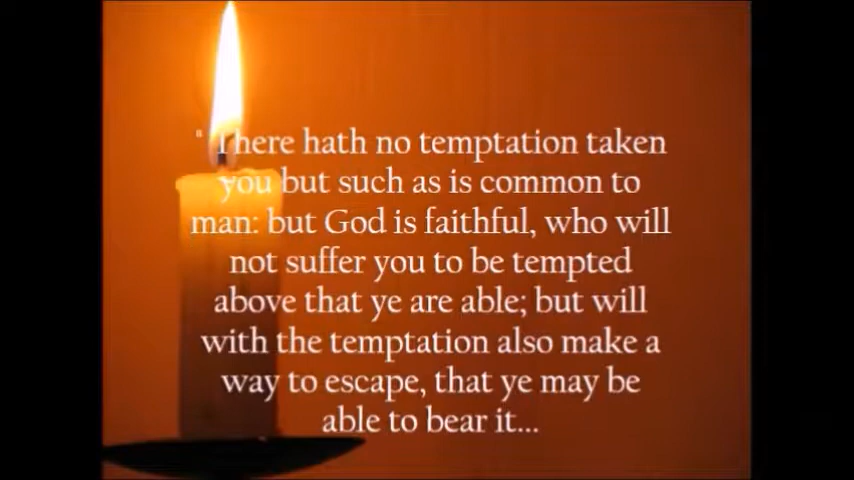 " There hath no temptation taken
you but such as is common to
man: but God is faithful, who will
not suffer you to be tempted
above that ye are able; but will
with the temptation also make a
way to escape, that ye may be
able to bear it...